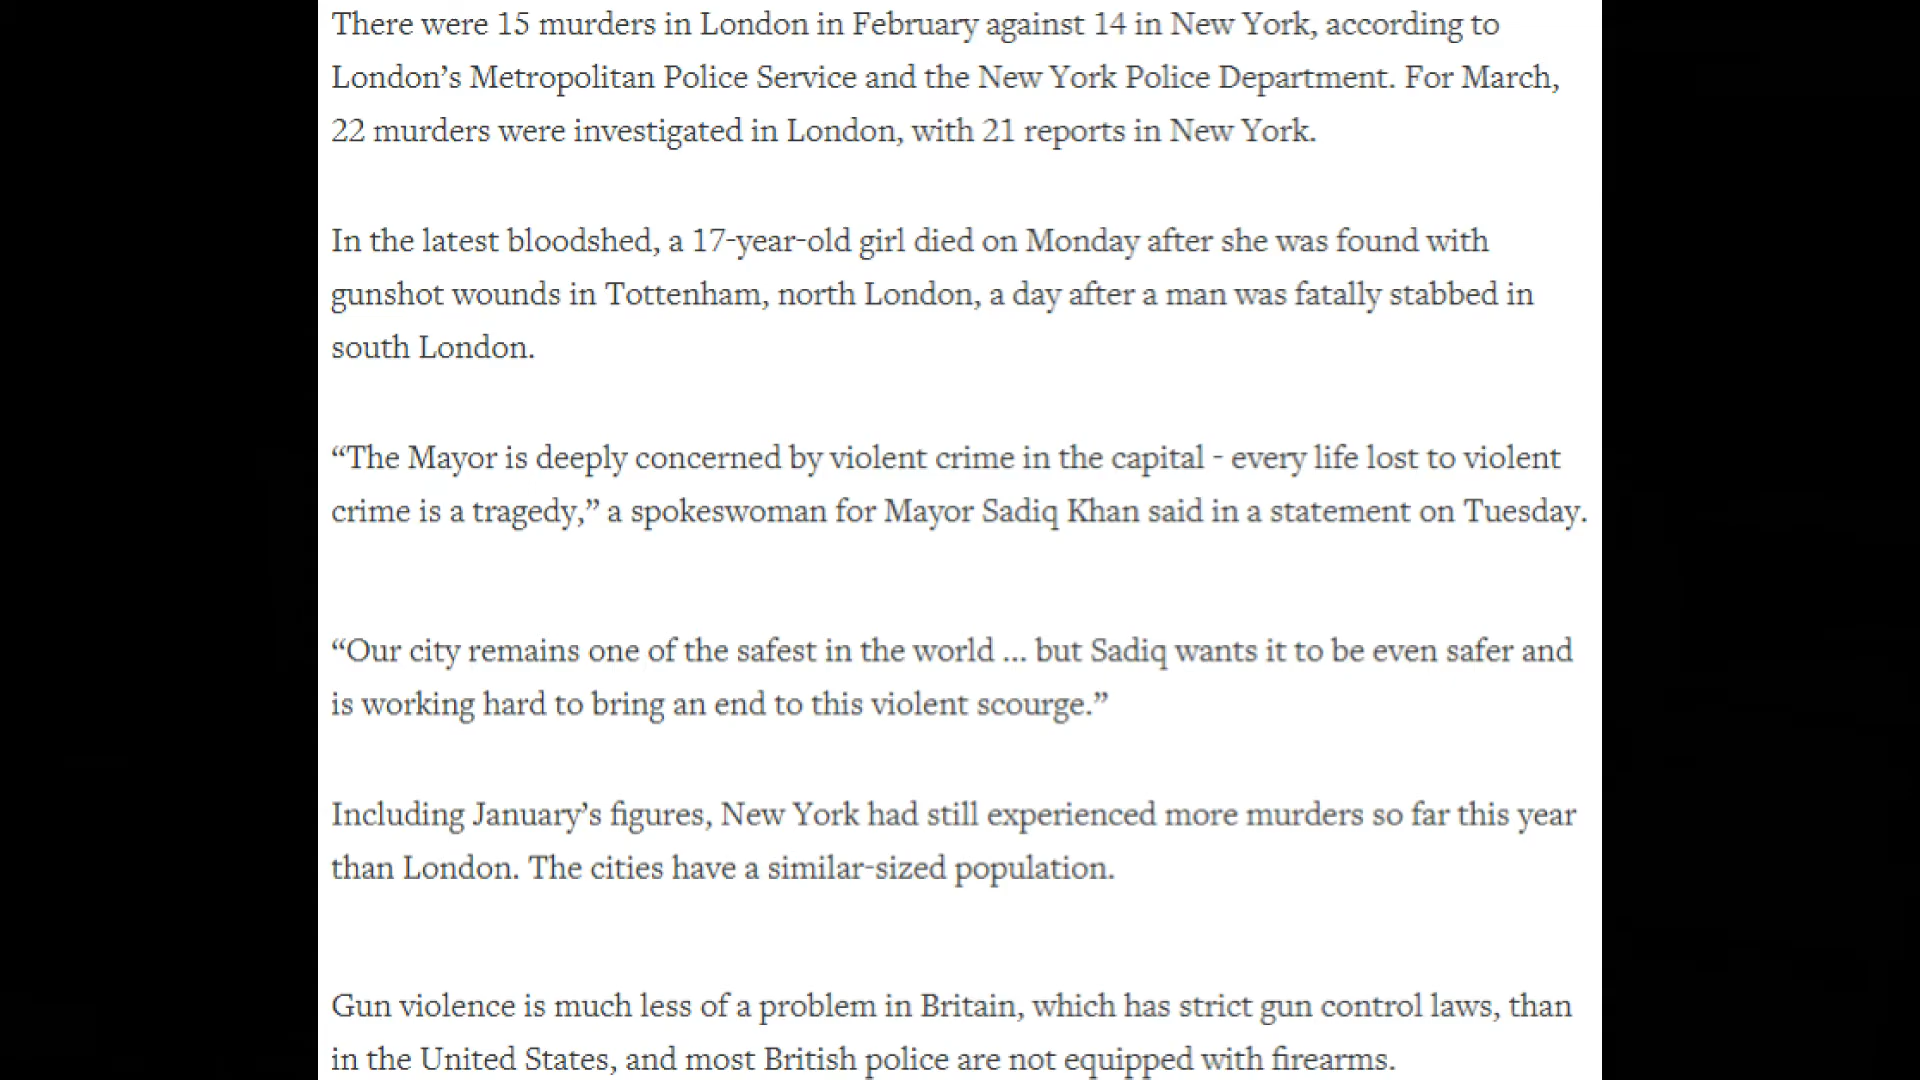 There were 15 murders in London in February against 14 in New York, according to
London’s Metropolitan Police Service and the New York Police Department. For March,
22 murders were investigated in London, with 21 reports in New York.
In the latest bloodshed, a 17-year-old girl died on Monday after she was found with
gunshot wounds in Tottenham, north London, a day after a man was fatally stabbed in
south London.
“The Mayor is deeply concerned by violent crime in the capital - every life lost to violent
crime is a tragedy,” a spokeswoman for Mayor Sadiq Khan said in a statement on Tuesday.
“Our city remains one of the safest in the world ... but Sadiq wants it to be even safer and
is working hard to bring an end to this violent scourge.”
Including January’s figures, New York had still experienced more murders so far this year
than London. The cities have a similar-sized population.
Gun violence is much less of a problem in Britain, which has strict gun control laws, than
in the United States, and most British police are not equipped with firearms.